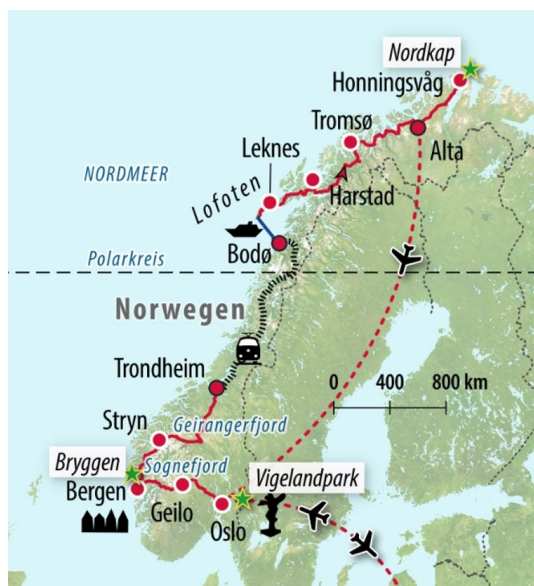 Nordkap
Honningsvåg
Tromsø
Alta
Leknes
NORDMEER
Lofoten
Harstad
Bodø
Polarkreis
Norwegen
Trondheim
0 400 800 km
Stryn
Geirangerfjord
Bryggen
Sognefjord
Vigelandpark
Bergen
Geilo
Oslo